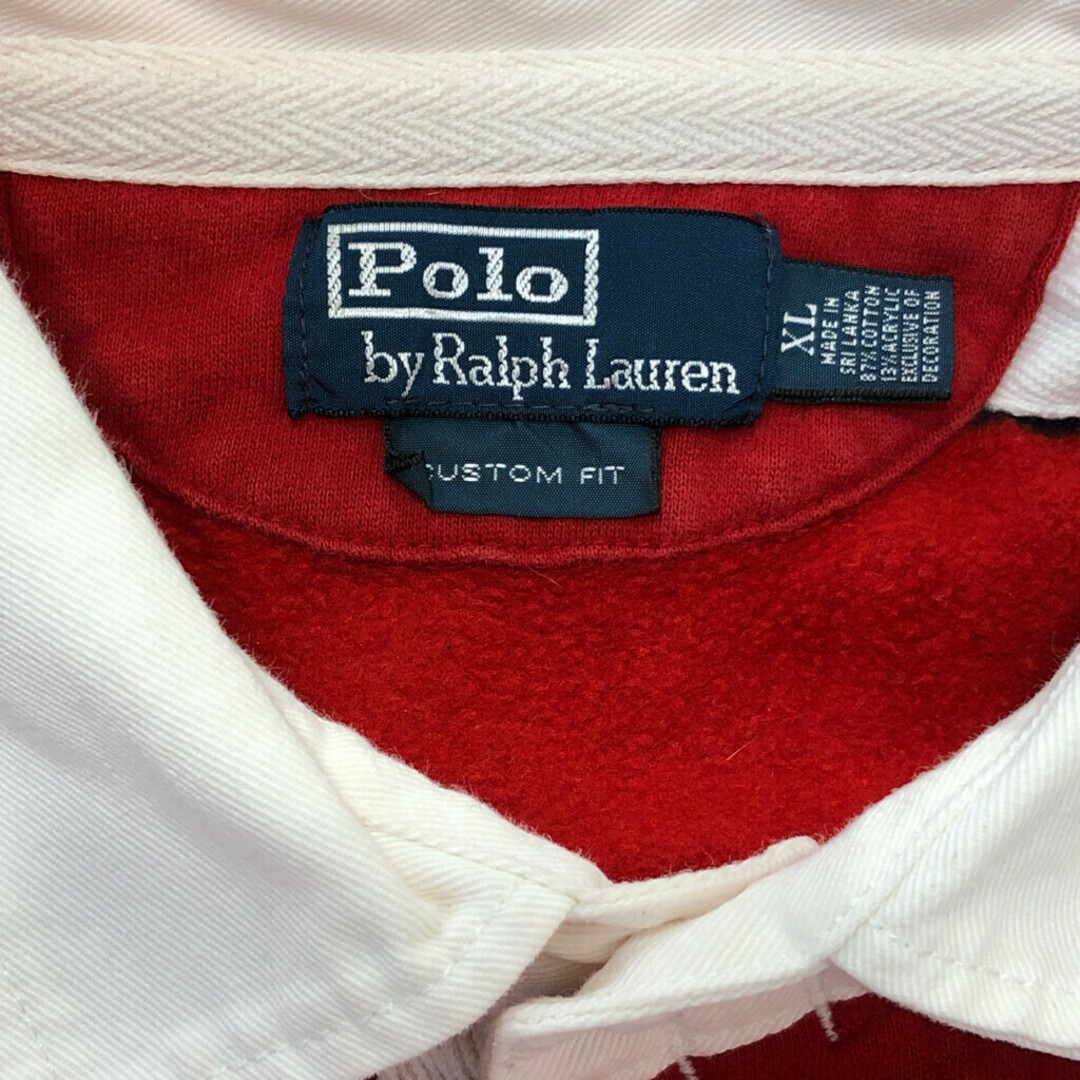 Polo
by Ralph Lauren
XL
MADE IN
SRI LANKA
87% COTTON
13% ACRYLIC
EXCLUSIVE OF
DECORATION
CUSTOM FIT